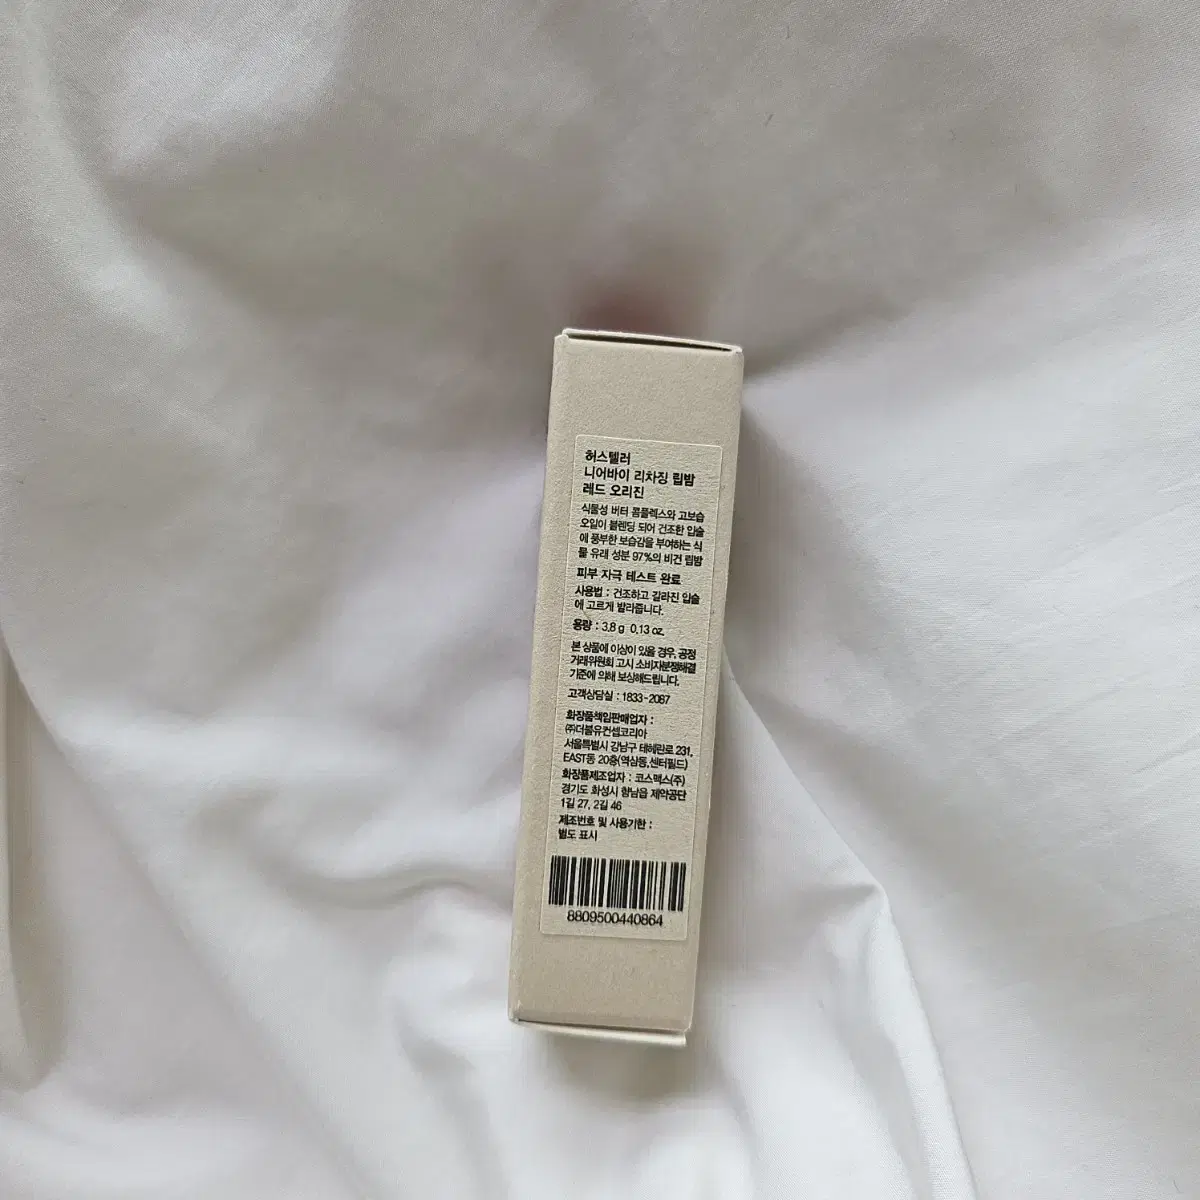 허스텔러
니어바이 리차징 립밤
레드 오리진
식물성 버터 콤플렉스와 고보습
오일이 블렌딩 되어 건조한 입술
에 풍부한 보습감을 부여하는 식
물 유래 성분 97%의 비건 립밤
피부 자극 테스트 완료
사용법 : 건조하고 갈라진 입술
에 고르게 발라줍니다.
용량 : 3.8 g 0.13 oz.
본 상품에 이상이 있을 경우, 공정
거래위원회 고시 소비자분쟁해결
기준에 의해 보상해드립니다.
고객상담실 : 1833-2087
화장품책임판매업자 :
㈜더블유컨셉코리아
서울특별시 강남구 테헤란로 231,
EAST동 20층(역삼동,센터필드)
화장품제조업자 : 코스맥스(주)
경기도 화성시 향남읍 제약공단
1길 27, 2길 46
제조번호 및 사용기한 :
별도 표시
8809500440864